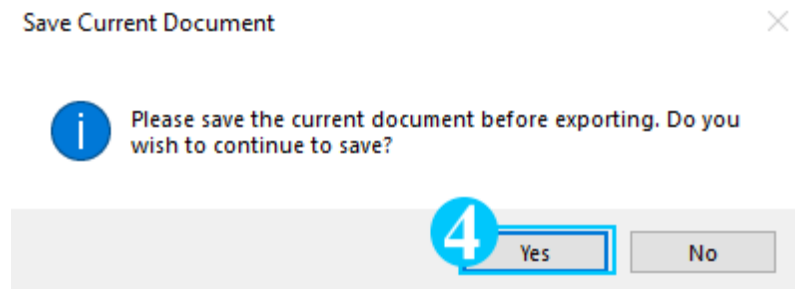 Save Current Document
Please save the current document before exporting. Do you
wish to continue to save?
4
Yes
No